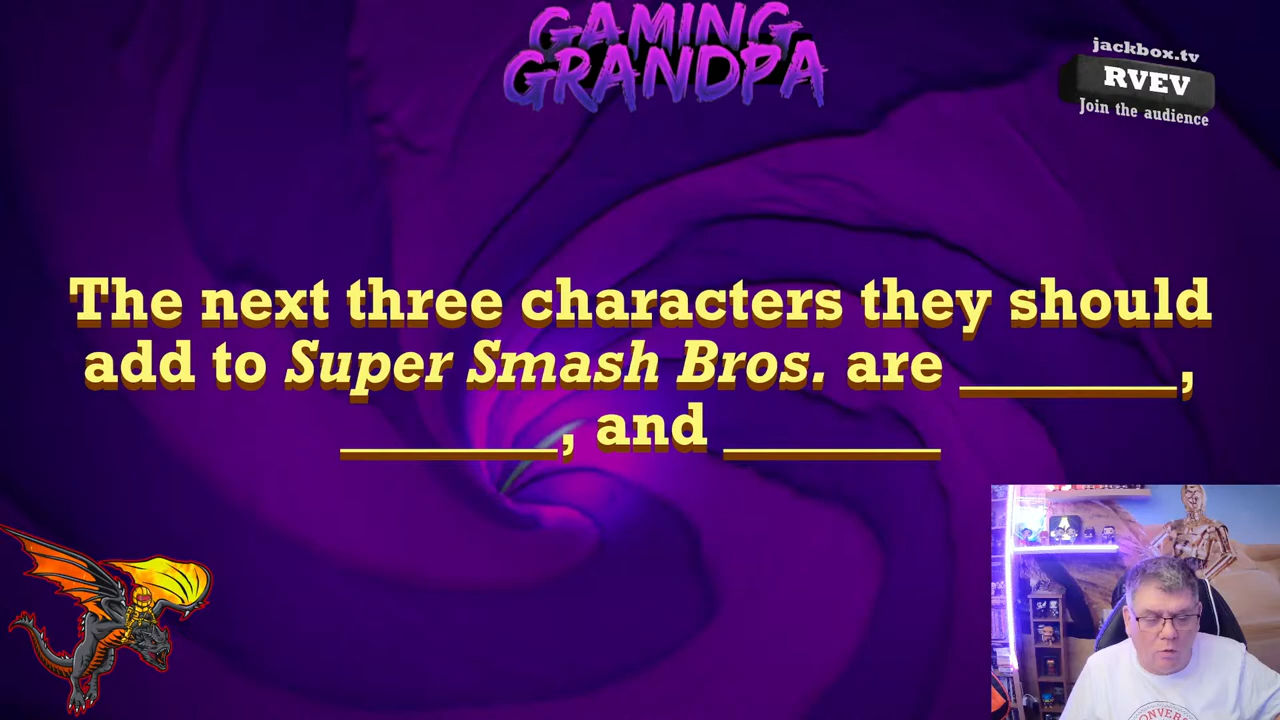 GAMING
GRANDPA
jackbox.tv
RVEV
Join the audience
The next three characters they should
add to Super Smash Bros. are ________,
________, and ________
CONVERS